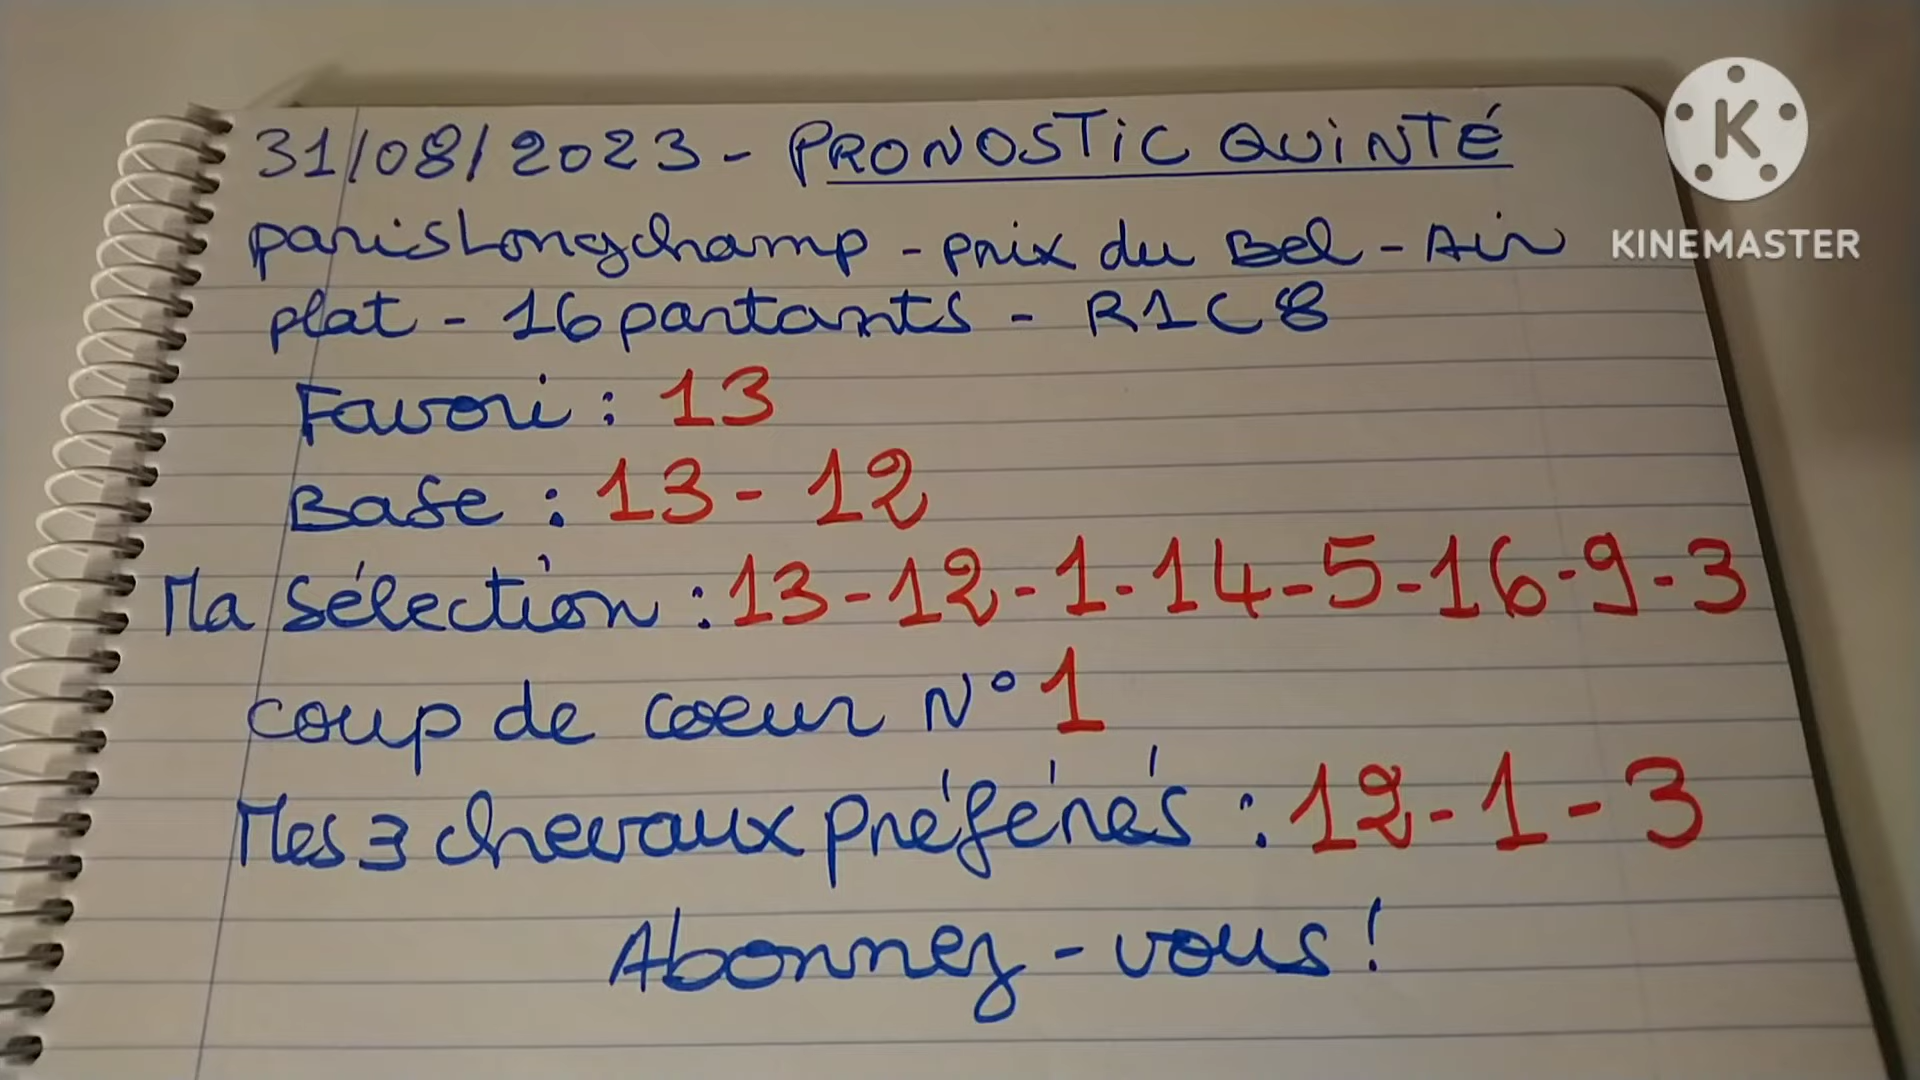 31/08/2023 - PRONOSTIC QUINTÉ
parisLongchamp - prix du Bel - Air
plat - 16 partants - R1C8
Favori : 13
Base : 13 - 12
Ma sélection : 13 - 12 - 1 - 14 - 5 - 16 - 9 - 3
coup de coeur N° 1
Mes 3 chevaux préférés : 12 - 1 - 3
Abonnez - vous !
K
KINEMASTER